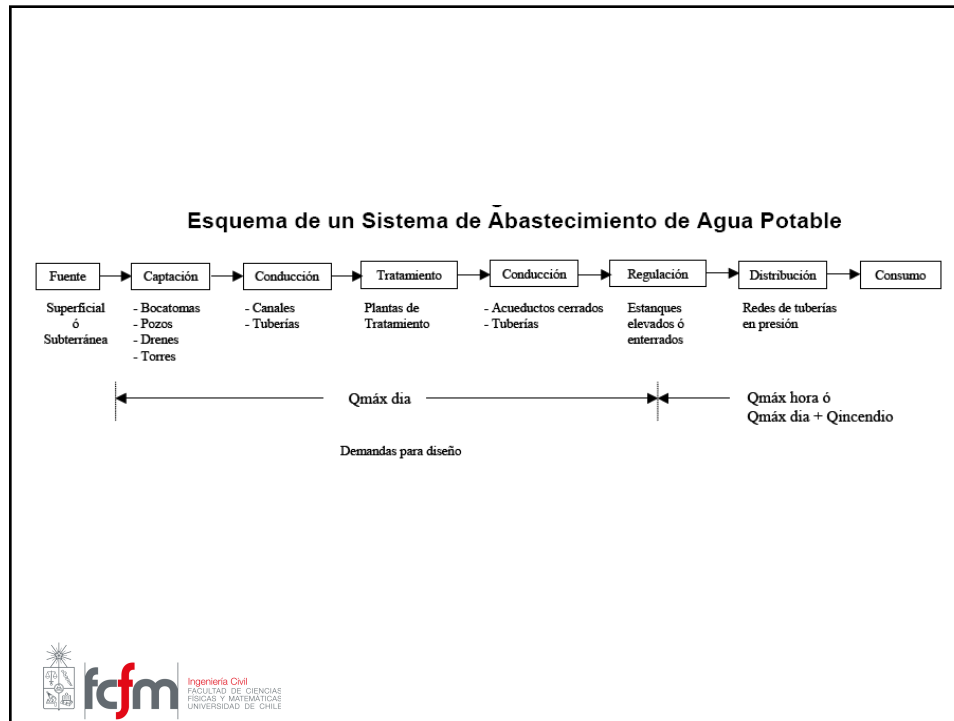 Esquema de un Sistema de Abastecimiento de Agua Potable
Fuente
Captación
Conducción
Tratamiento
Conducción
Regulación
Distribución
Consumo
Superficial
ó
Subterránea
- Bocatomas
- Pozos
- Drenes
- Torres
- Canales
- Tuberías
Plantas de
Tratamiento
- Acueductos cerrados
- Tuberías
Estanques
elevados ó
enterrados
Redes de tuberías
en presión
Qmáx dia
Qmáx hora ó
Qmáx dia + Qincendio
Demandas para diseño
fcfm
Ingeniería Civil
FACULTAD DE CIENCIAS
FÍSICAS Y MATEMÁTICAS
UNIVERSIDAD DE CHILE